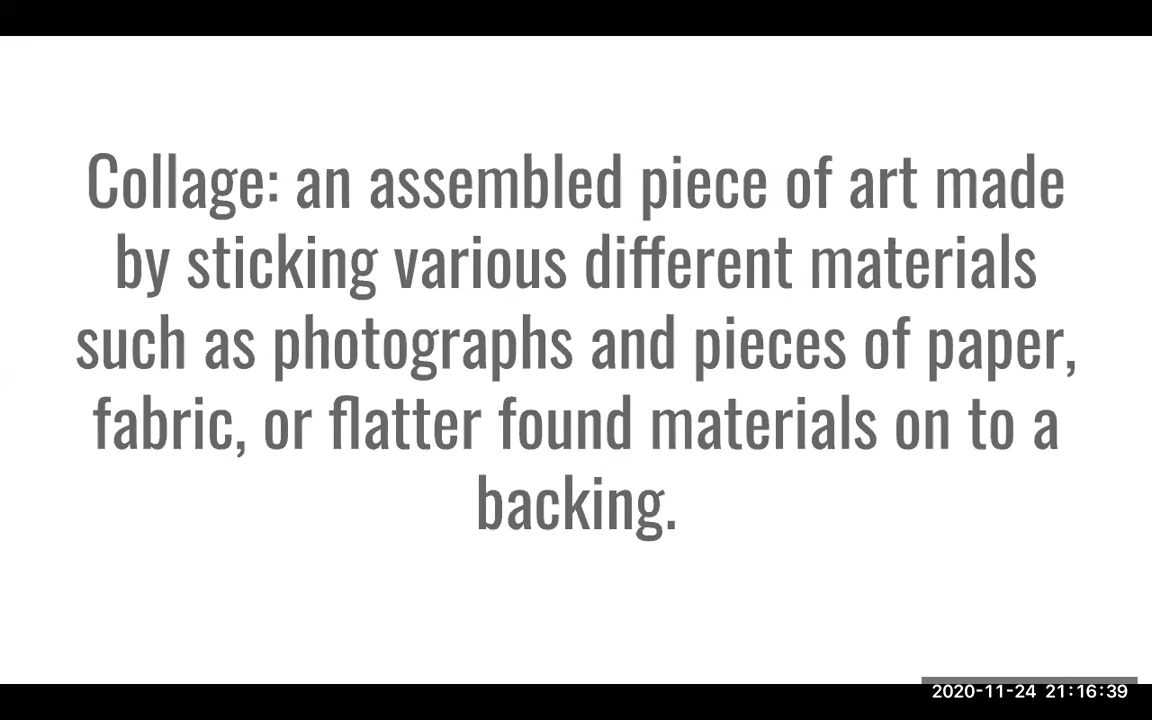 Collage: an assembled piece of art made
by sticking various different materials
such as photographs and pieces of paper,
fabric, or flatter found materials on to a
backing.
2020-11-24 21:16:39